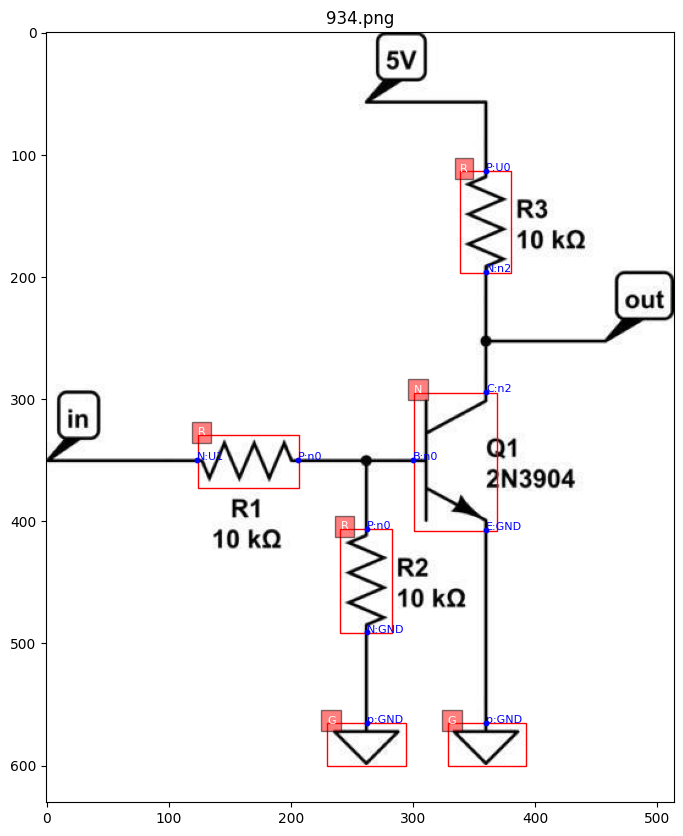 934.png
0
5V
100
R P:U0
R3
10 kΩ
200
N:n2
out
300
N C:n2
in
R
N:U1 P:n0 B:n0
Q1
2N3904
400
R1
10 kΩ
R P:n0
E:GND
R2
10 kΩ
500
N:GND
G p:GND G p:GND
600
0 100 200 300 400 500